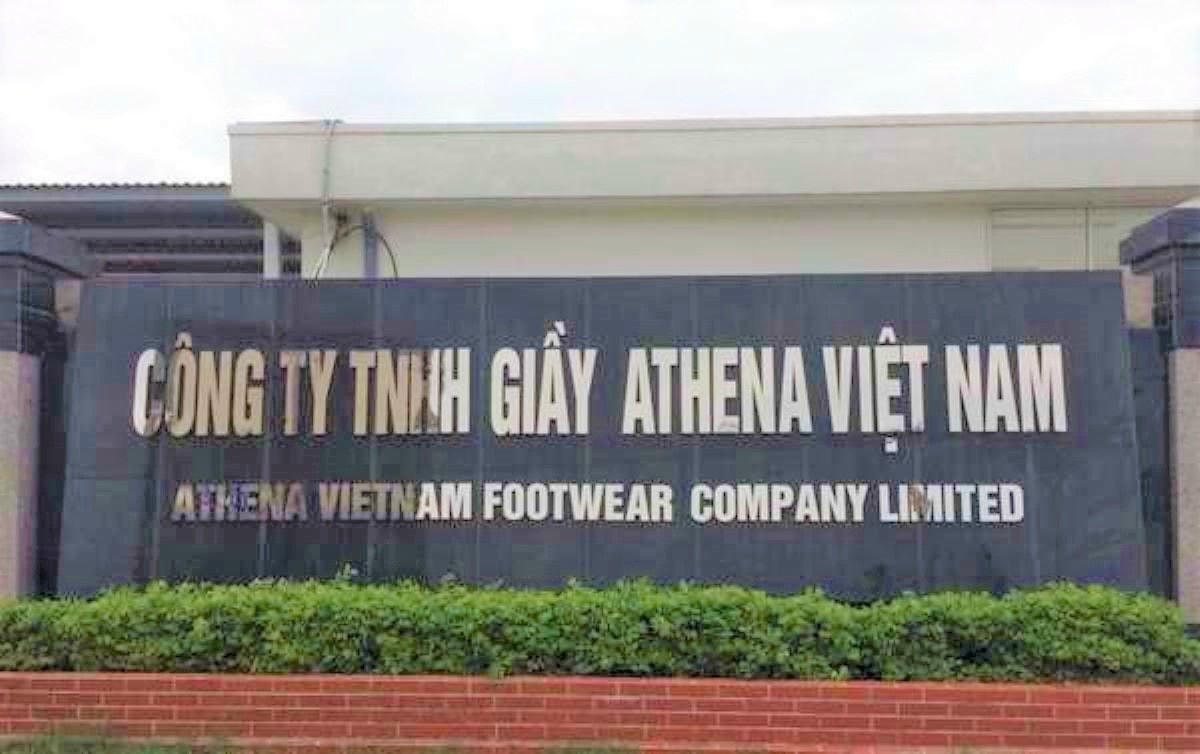 CÔNG TY TNHH GIẦY ATHENA VIỆT NAM
ATHENA VIETNAM FOOTWEAR COMPANY LIMITED